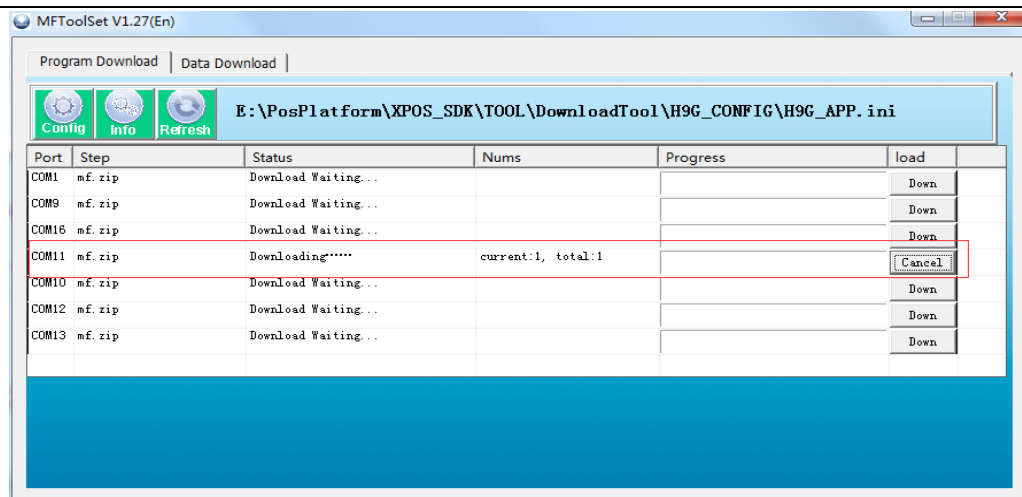 MFToolSet V1.27(En)
Program Download Data Download
Config Info Refresh E:\PosPlatform\XPOS_SDK\TOOL\DownloadTool\H9G_CONFIG\H9G_APP.ini
Port Step Status Nums Progress load
COM1 mf.zip Download Waiting... Down
COM9 mf.zip Download Waiting... Down
COM16 mf.zip Download Waiting... Down
COM11 mf.zip Downloading...... current:1, total:1 Cancel
COM10 mf.zip Download Waiting... Down
COM12 mf.zip Download Waiting... Down
COM13 mf.zip Download Waiting... Down